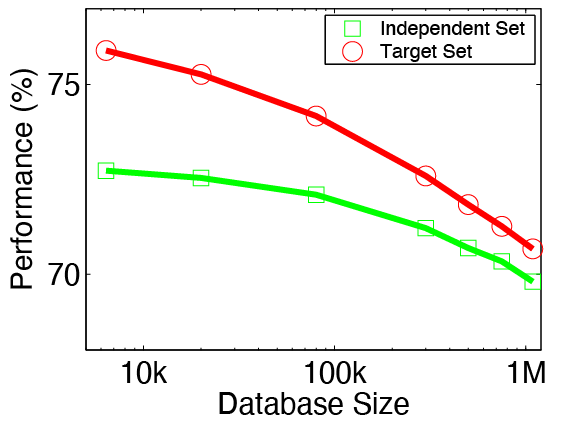 Independent Set
Target Set
Performance (%)
75
70
10k
100k
1M
Database Size